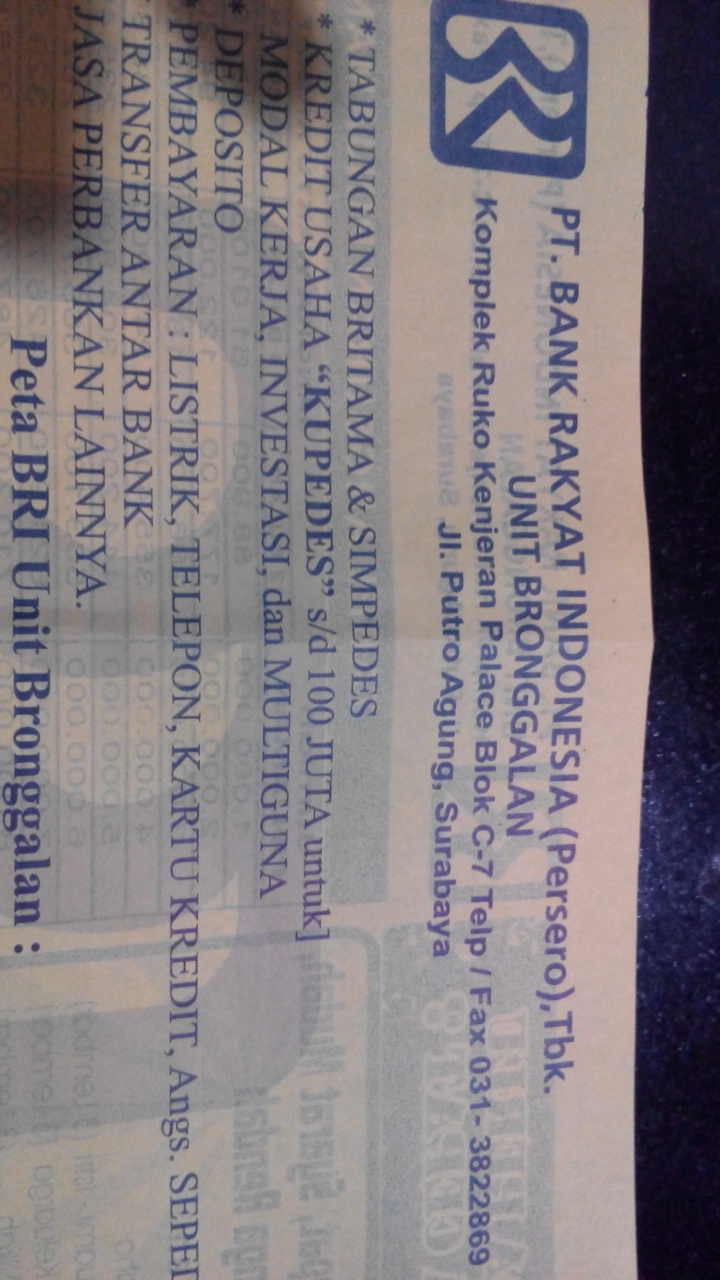 PT. BANK RAKYAT INDONESIA (Persero),Tbk.
UNIT BRONGGALAN
Komplek Ruko Kenjeran Palace Blok C-7 Telp / Fax 031- 3822869
Jl. Putro Agung, Surabaya
* TABUNGAN BRITAMA & SIMPEDES
* KREDIT USAHA “KUPEDES” s/d 100 JUTA untuk]
MODAL KERJA, INVESTASI, dan MULTIGUNA
* DEPOSITO
* PEMBAYARAN : LISTRIK, TELEPON, KARTU KREDIT, Angs.
TRANSFER ANTAR BANK
JASA PERBANKAN LAINNYA.
Peta BRI Unit Bronggalan :